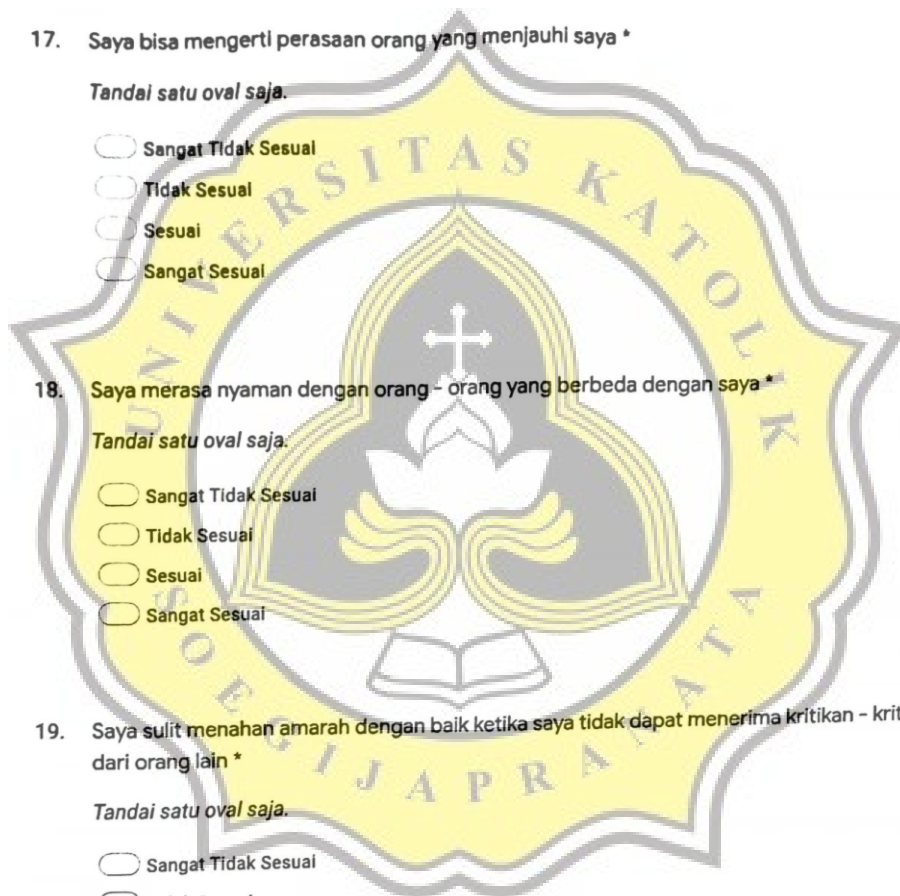 17. Saya bisa mengerti perasaan orang yang menjauhi saya *
Tandai satu oval saja.
Sangat Tidak Sesuai
Tidak Sesuai
Sesuai
Sangat Sesuai
18. Saya merasa nyaman dengan orang - orang yang berbeda dengan saya *
Tandai satu oval saja.
Sangat Tidak Sesuai
Tidak Sesuai
Sesuai
Sangat Sesuai
19. Saya sulit menahan amarah dengan baik ketika saya tidak dapat menerima kritikan - krit
dari orang lain *
Tandai satu oval saja.
Sangat Tidak Sesuai
UNIVERSITAS KATOLIK
SOEGIJAPRANATA